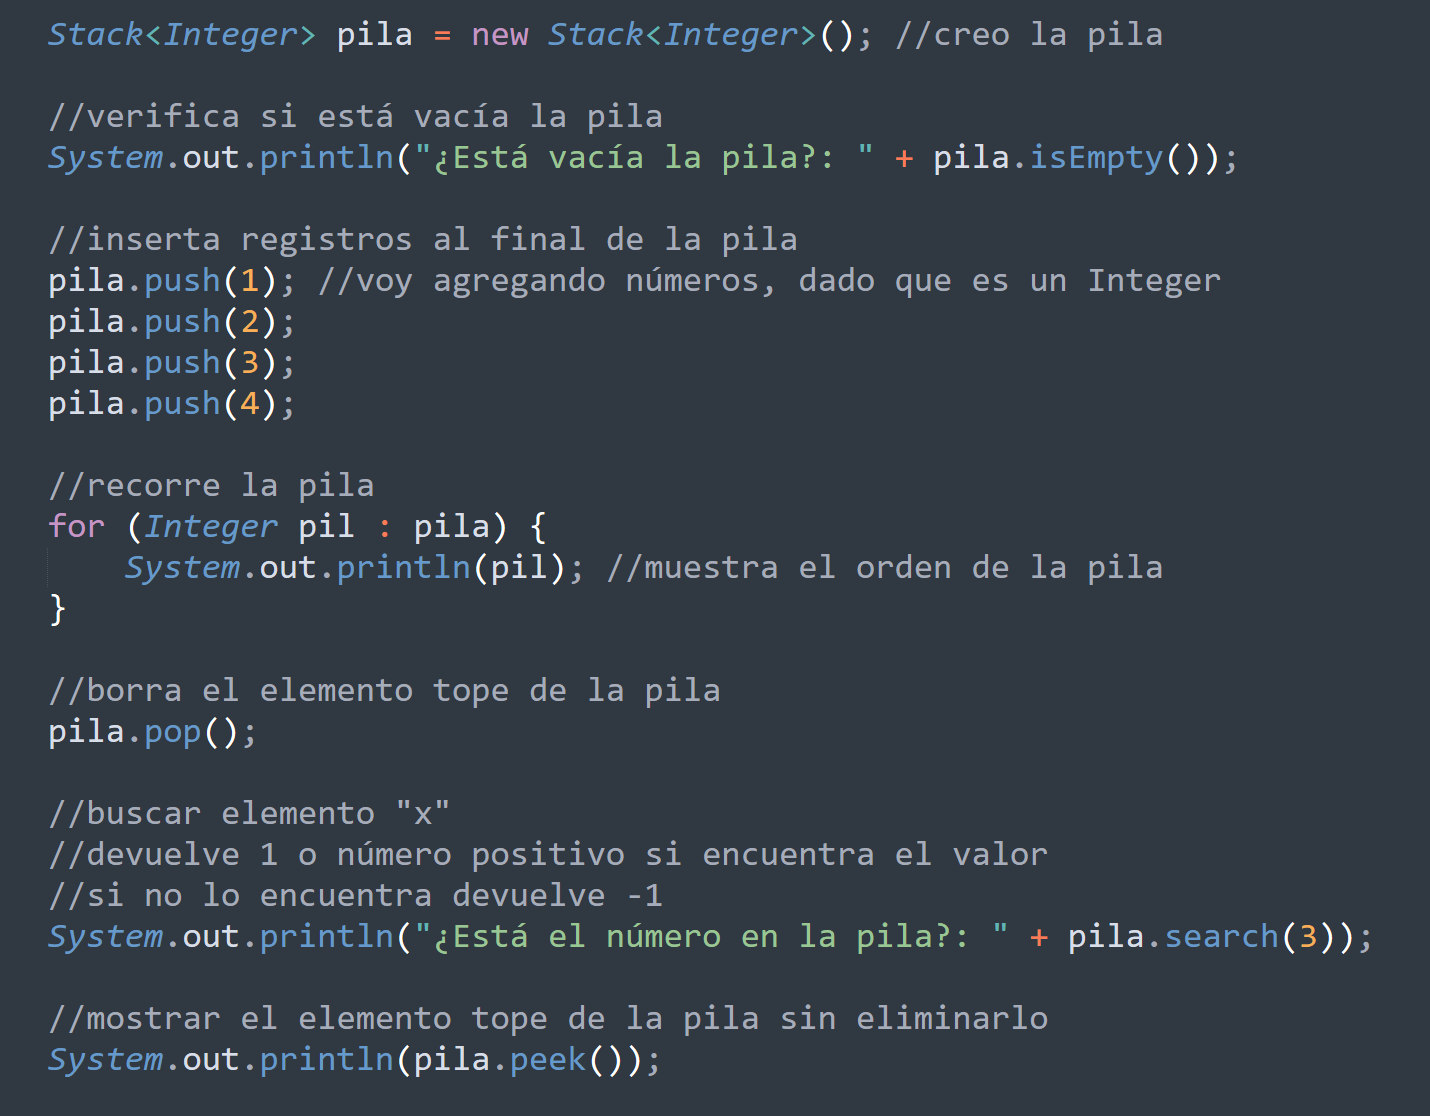 Stack<Integer> pila = new Stack<Integer>(); //creo la pila
//verifica si está vacía la pila
System.out.println("¿Está vacía la pila?: " + pila.isEmpty());
//inserta registros al final de la pila
pila.push(1); //voy agregando números, dado que es un Integer
pila.push(2);
pila.push(3);
pila.push(4);
//recorre la pila
for (Integer pil : pila) {
    System.out.println(pil); //muestra el orden de la pila
}
//borra el elemento tope de la pila
pila.pop();
//buscar elemento "x"
//devuelve 1 o número positivo si encuentra el valor
//si no lo encuentra devuelve -1
System.out.println("¿Está el número en la pila?: " + pila.search(3));
//mostrar el elemento tope de la pila sin eliminarlo
System.out.println(pila.peek());